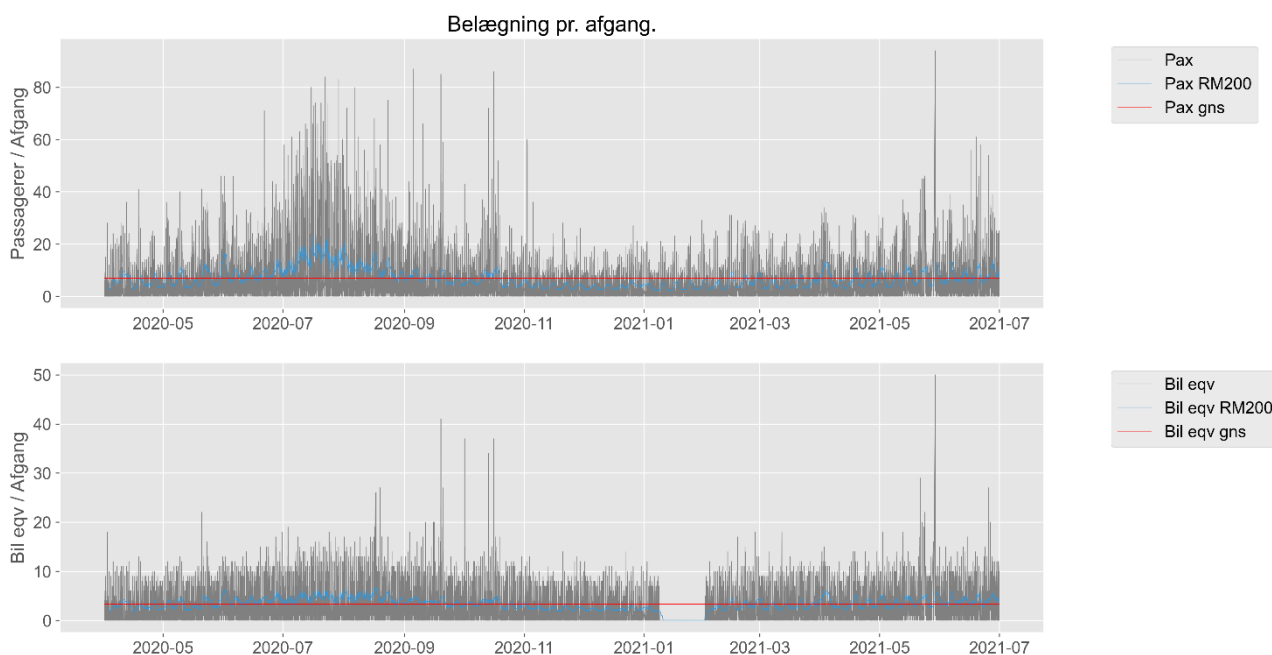 Belægning pr. afgang.
Passagerer / Afgang
80
60
40
20
0
2020-05 2020-07 2020-09 2020-11 2021-01 2021-03 2021-05 2021-07
Pax
Pax RM200
Pax gns
Bil eqv / Afgang
50
40
30
20
10
0
2020-05 2020-07 2020-09 2020-11 2021-01 2021-03 2021-05 2021-07
Bil eqv
Bil eqv RM200
Bil eqv gns